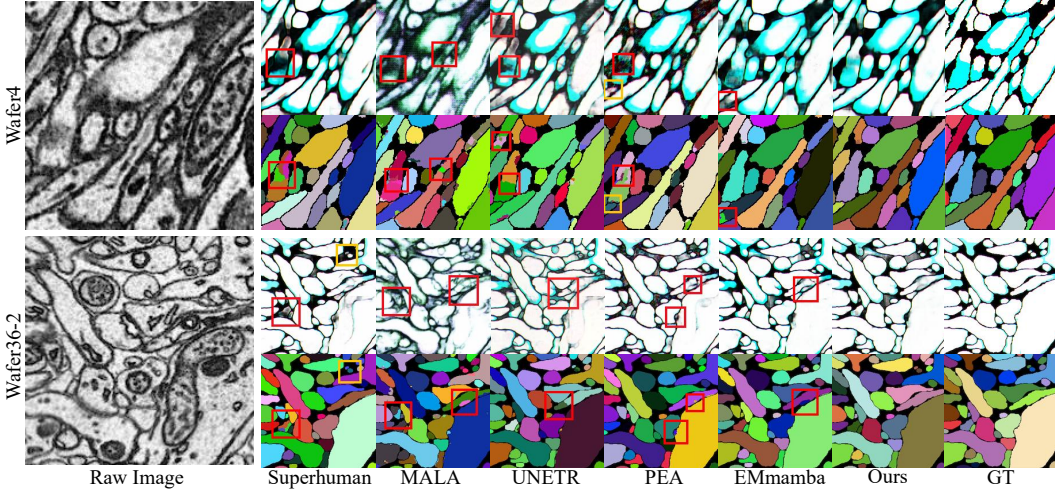 Wafer4
Wafer36-2
Raw Image Superhuman MALA UNETR PEA EMmamba Ours GT